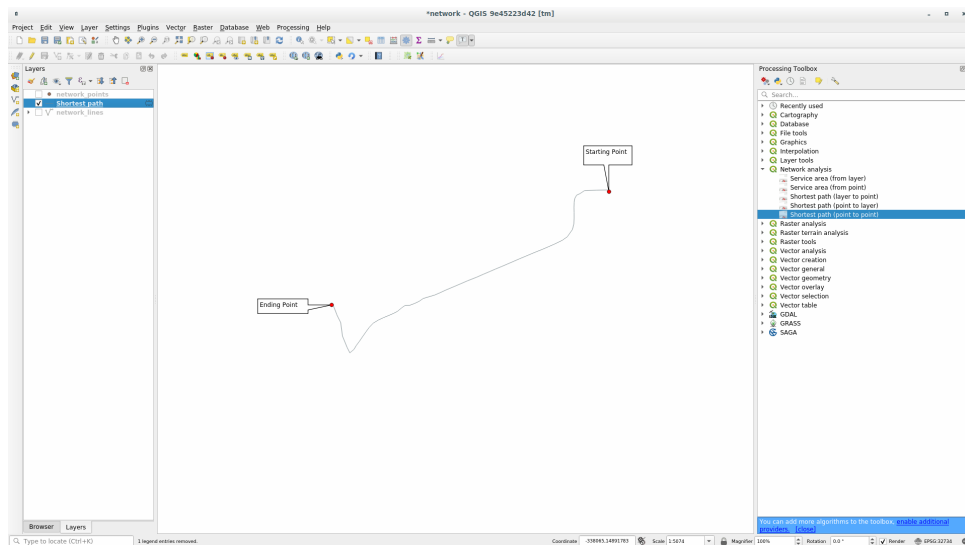 *network - QGIS 9e45223d42 [tm]
Project Edit View Layer Settings Plugins Vector Raster Database Web Processing Help
Layers
network_points
Shortest path
network_lines
Starting Point
Ending Point
Processing Toolbox
Search...
Recently used
Cartography
Database
File tools
Graphics
Interpolation
Layer tools
Network analysis
Service area (from layer)
Service area (from point)
Shortest path (layer to point)
Shortest path (point to layer)
Shortest path (point to point)
Raster analysis
Raster terrain analysis
Raster tools
Vector analysis
Vector creation
Vector general
Vector geometry
Vector overlay
Vector selection
Vector table
GDAL
GRASS
SAGA
You can add more algorithms to the toolbox, enable additional
providers. [close]
Browser Layers
Type to locate (Ctrl+K) 1 legend entries removed. Coordinate -338065,14891783 Scale 1:5074 Magnifier 100% Rotation 0.0 ° Render EPSG:32734